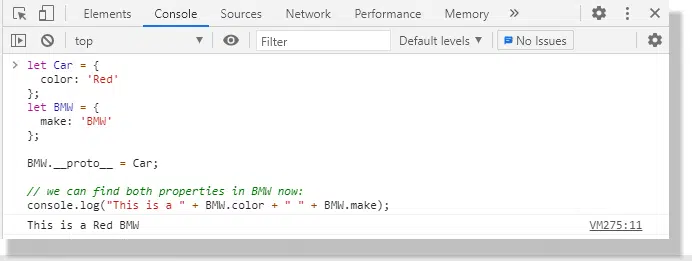 Elements Console Sources Network Performance Memory »
top ▼ Filter Default levels ▼ No Issues
> let Car = {
  color: 'Red'
};
let BMW = {
  make: 'BMW'
};

BMW.__proto__ = Car;

// we can find both properties in BMW now:
console.log("This is a " + BMW.color + " " + BMW.make);
This is a Red BMW VM275:11